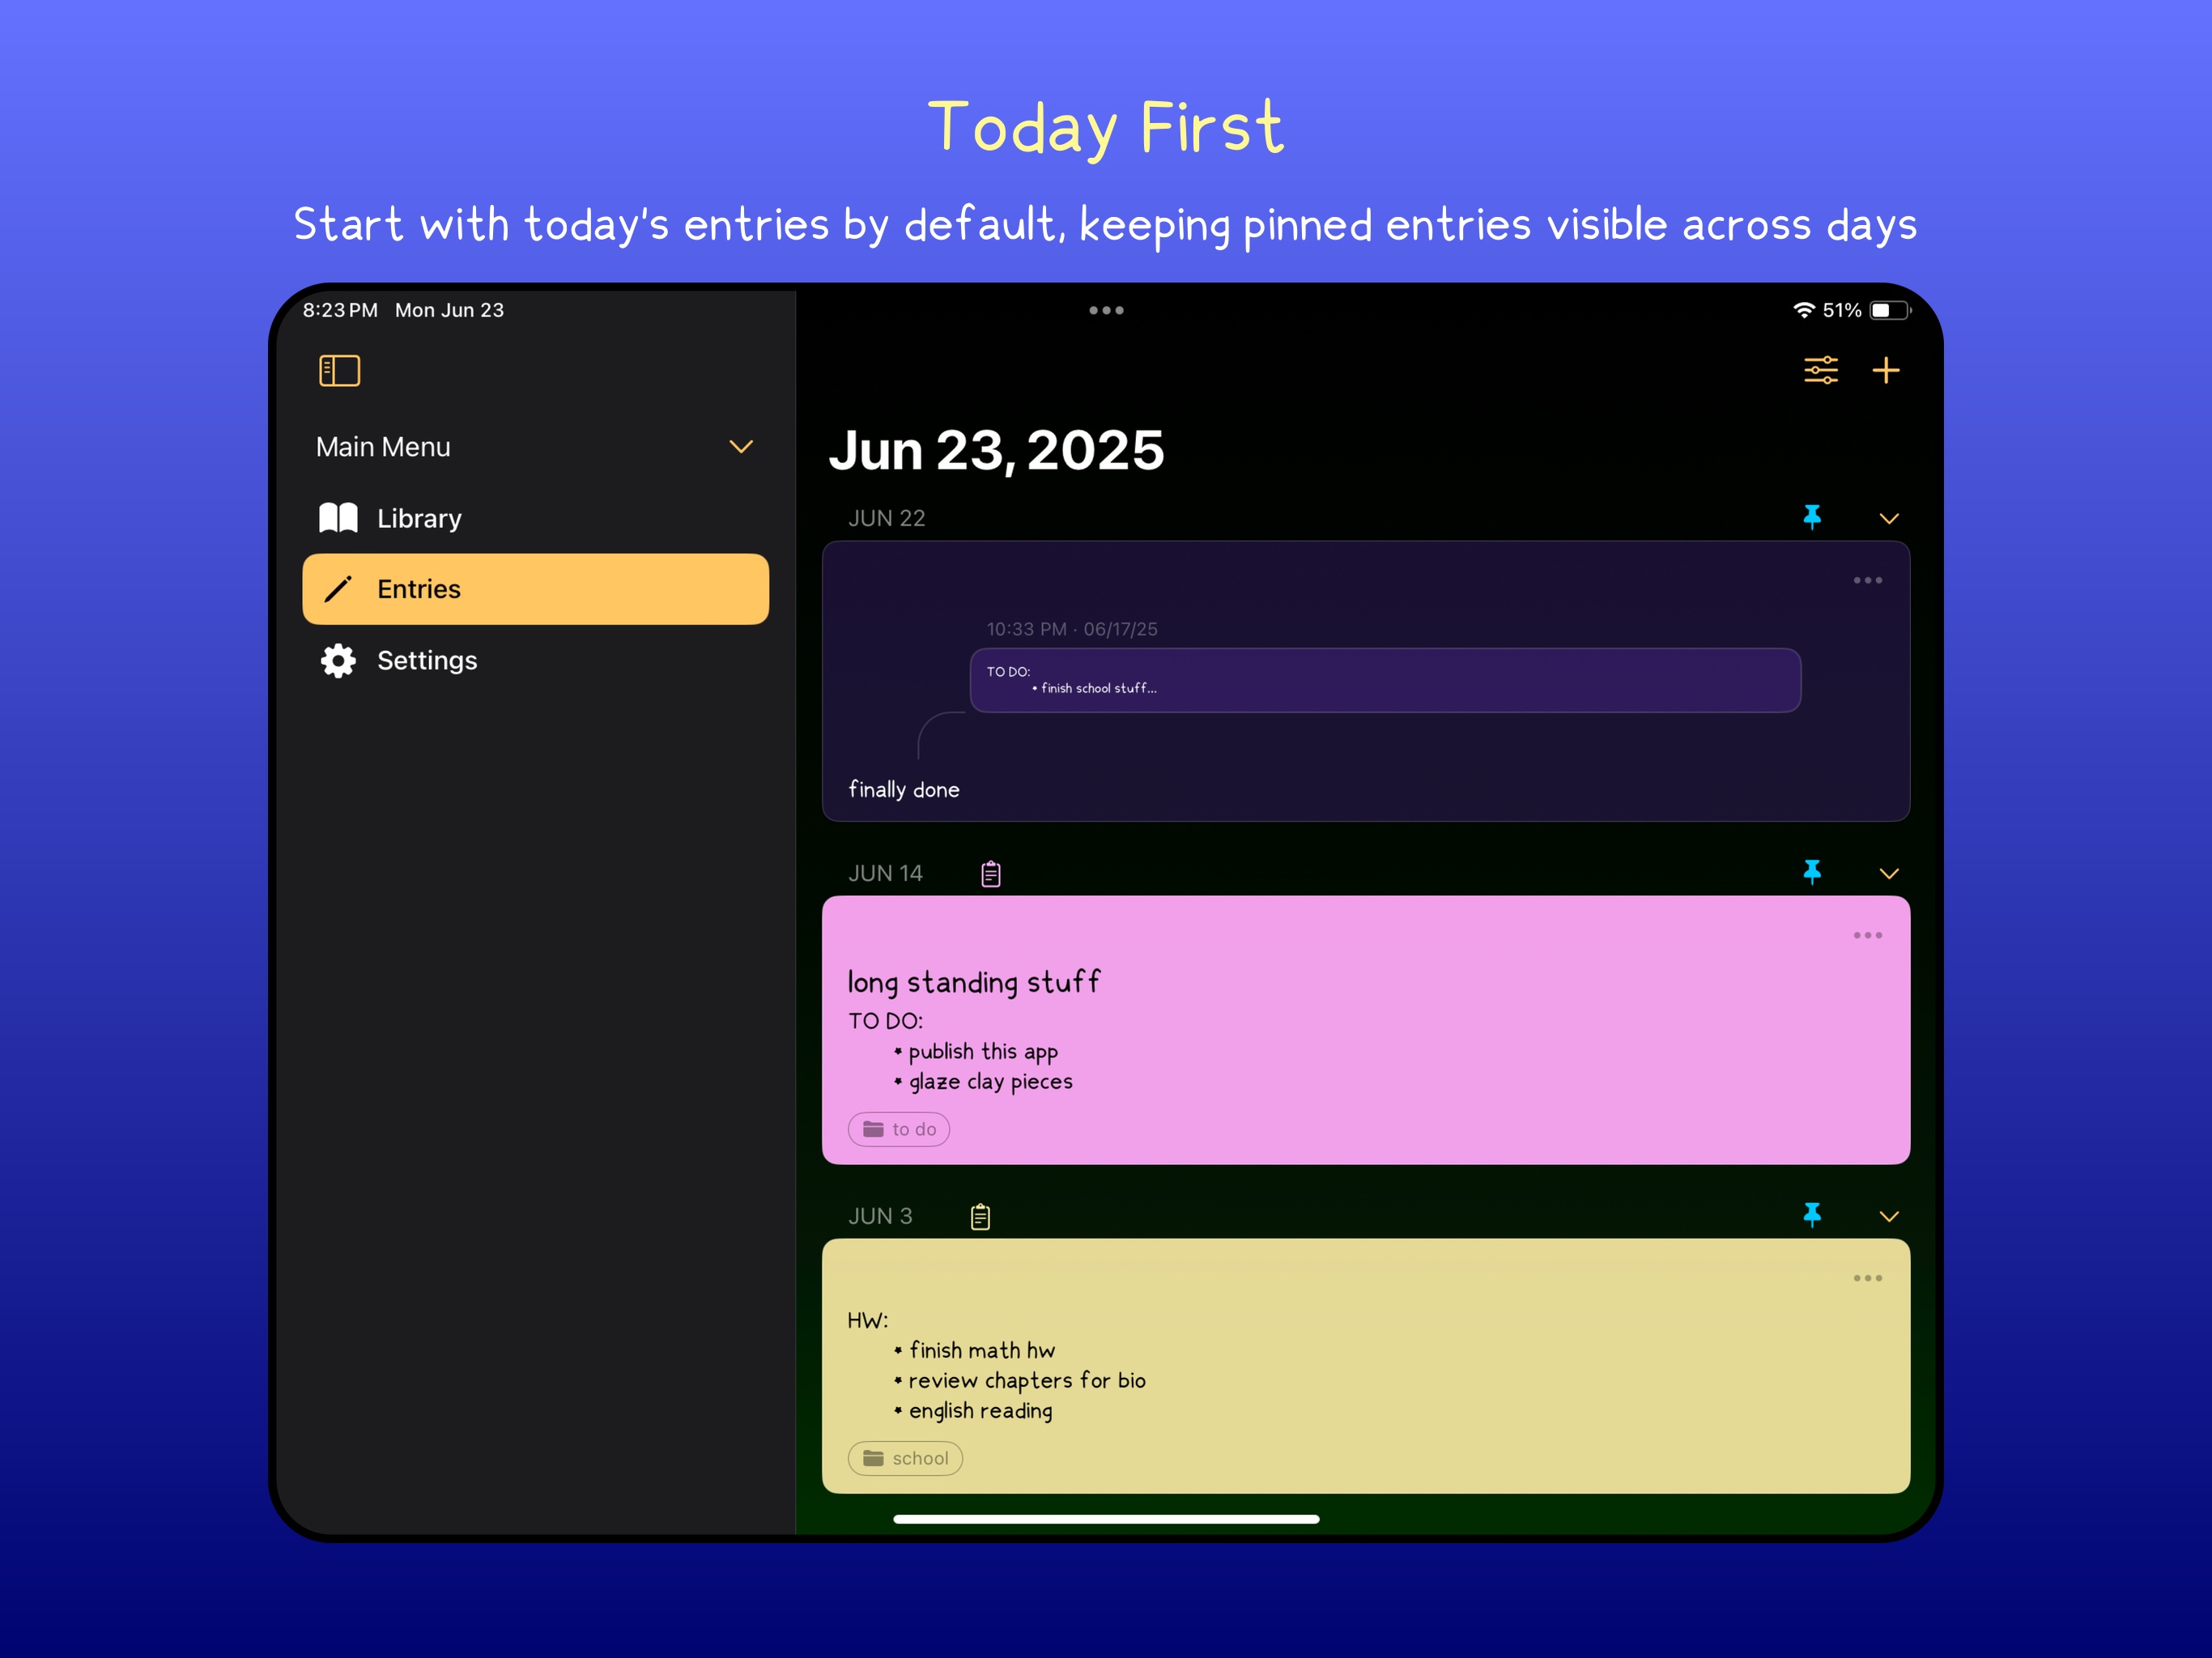 Today First
Start with today's entries by default, keeping pinned entries visible across days
8:23 PM Mon Jun 23
51%
Main Menu
Library
Entries
Settings
Jun 23, 2025
JUN 22
10:33 PM · 06/17/25
TO DO:
• finish school stuff...
finally done
JUN 14
long standing stuff
TO DO:
• publish this app
• glaze clay pieces
to do
JUN 3
HW:
• finish math hw
• review chapters for bio
• english reading
school